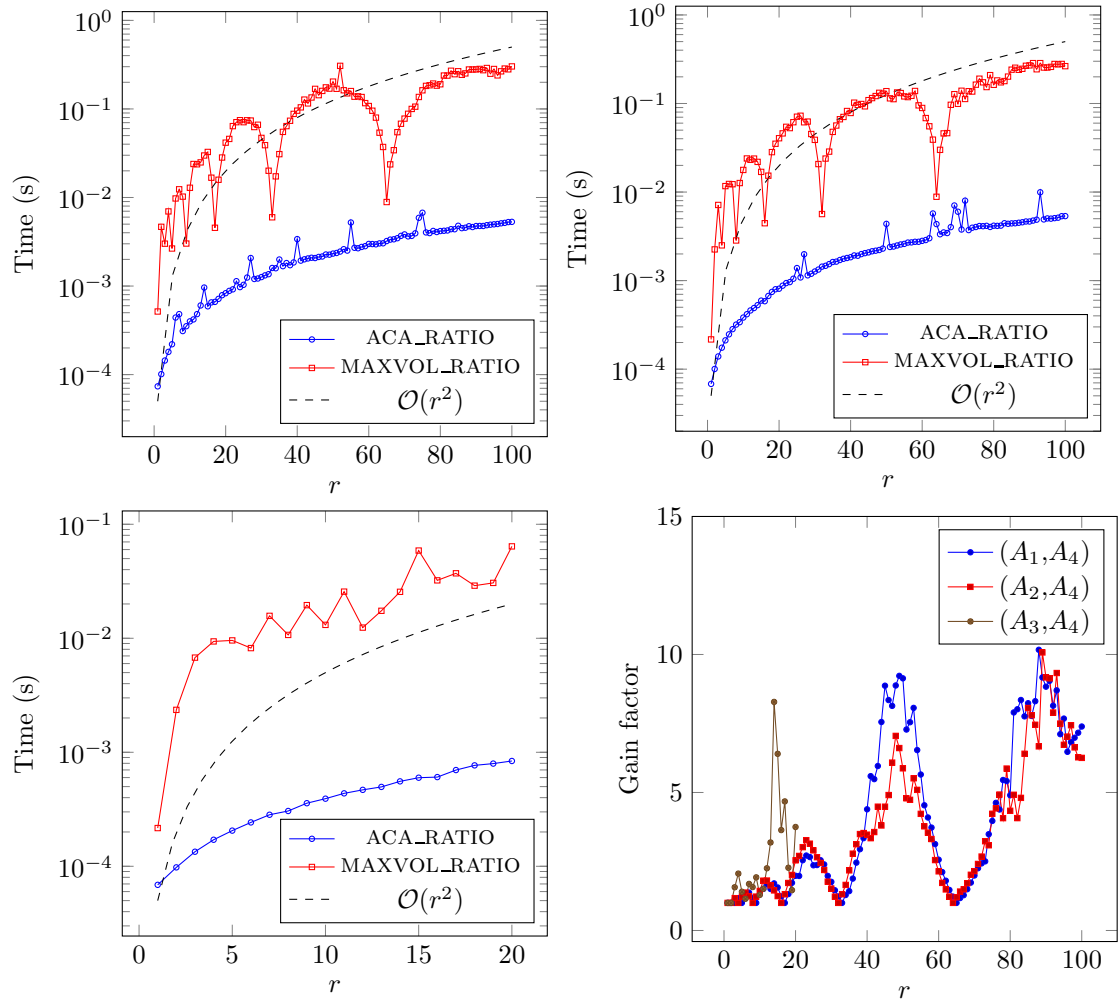 10^0
10^{-1}
10^{-2}
10^{-3}
10^{-4}
Time (s)
ACA_RATIO
MAXVOL_RATIO
O(r^2)
0 20 40 60 80 100
r
10^0
10^{-1}
10^{-2}
10^{-3}
10^{-4}
Time (s)
ACA_RATIO
MAXVOL_RATIO
O(r^2)
0 20 40 60 80 100
r
10^{-1}
10^{-2}
10^{-3}
10^{-4}
Time (s)
ACA_RATIO
MAXVOL_RATIO
O(r^2)
0 5 10 15 20
r
15
10
5
0
Gain factor
(A_1,A_4)
(A_2,A_4)
(A_3,A_4)
0 20 40 60 80 100
r